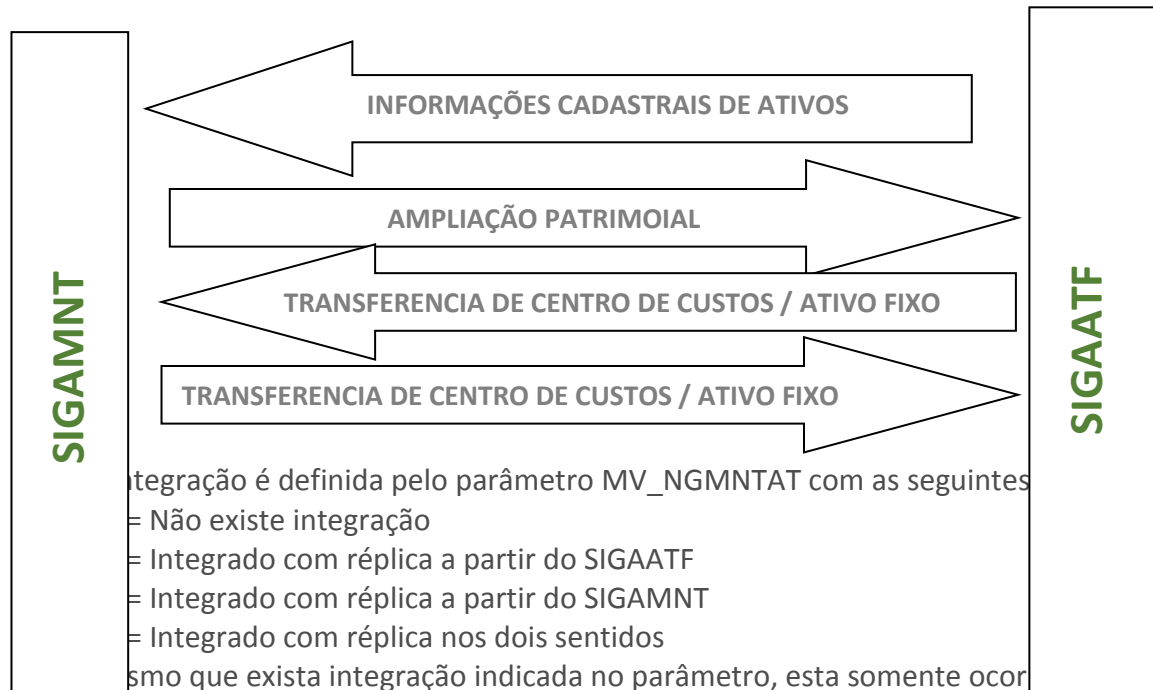 INFORMAÇÕES CADASTRAIS DE ATIVOS
AMPLIAÇÃO PATRIMOIAL
TRANSFERENCIA DE CENTRO DE CUSTOS / ATIVO FIXO
TRANSFERENCIA DE CENTRO DE CUSTOS / ATIVO FIXO
SIGAMNT
SIGAATF
ntegração é definida pelo parâmetro MV_NGMNTAT com as seguintes
= Não existe integração
= Integrado com réplica a partir do SIGAATF
= Integrado com réplica a partir do SIGAMNT
= Integrado com réplica nos dois sentidos
smo que exista integração indicada no parâmetro, esta somente ocor